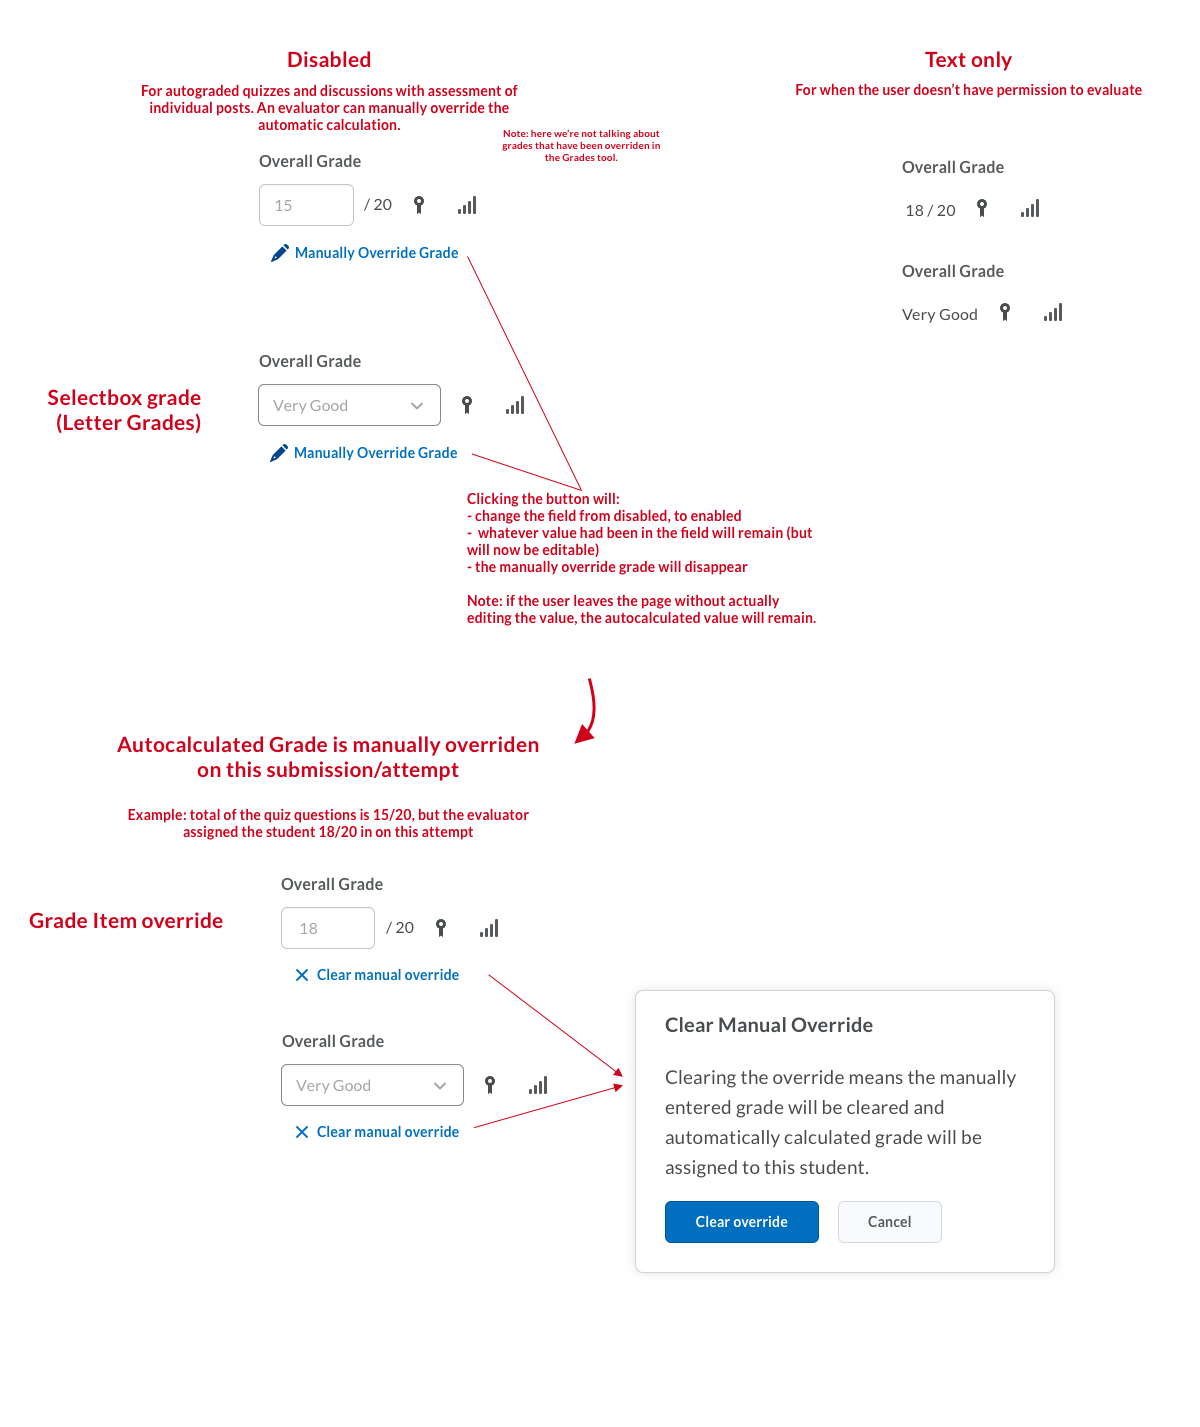 Disabled
For autograded quizzes and discussions with assessment of
individual posts. An evaluator can manually override the
automatic calculation.
Note: here we're not talking about
grades that have been overriden in
the Grades tool.
Overall Grade
15
/ 20
Manually Override Grade
Text only
For when the user doesn't have permission to evaluate
Overall Grade
18 / 20
Overall Grade
Very Good
Selectbox grade
(Letter Grades)
Overall Grade
Very Good
Manually Override Grade
Clicking the button will:
- change the field from disabled, to enabled
- whatever value had been in the field will remain (but
will now be editable)
- the manually override grade will disappear
Note: if the user leaves the page without actually
editing the value, the autocalculated value will remain.
Autocalculated Grade is manually overriden
on this submission/attempt
Example: total of the quiz questions is 15/20, but the evaluator
assigned the student 18/20 in on this attempt
Grade Item override
Overall Grade
18
/ 20
Clear manual override
Overall Grade
Very Good
Clear manual override
Clear Manual Override
Clearing the override means the manually
entered grade will be cleared and
automatically calculated grade will be
assigned to this student.
Clear override
Cancel